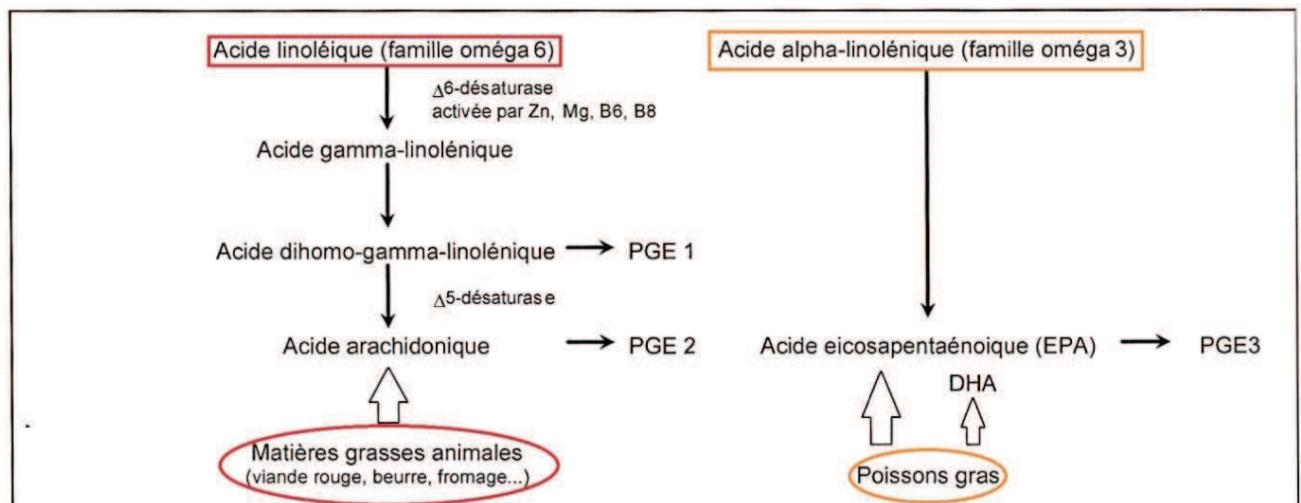 Acide linoléique (famille oméga 6)
Acide alpha-linolénique (famille oméga 3)
Δ6-désaturase
activée par Zn, Mg, B6, B8
Acide gamma-linolénique
Acide dihomo-gamma-linolénique
PGE 1
Δ5-désaturase
Acide arachidonique
PGE 2
Acide eicosapentaénoique (EPA)
PGE3
DHA
Matières grasses animales
(viande rouge, beurre, fromage...)
Poissons gras